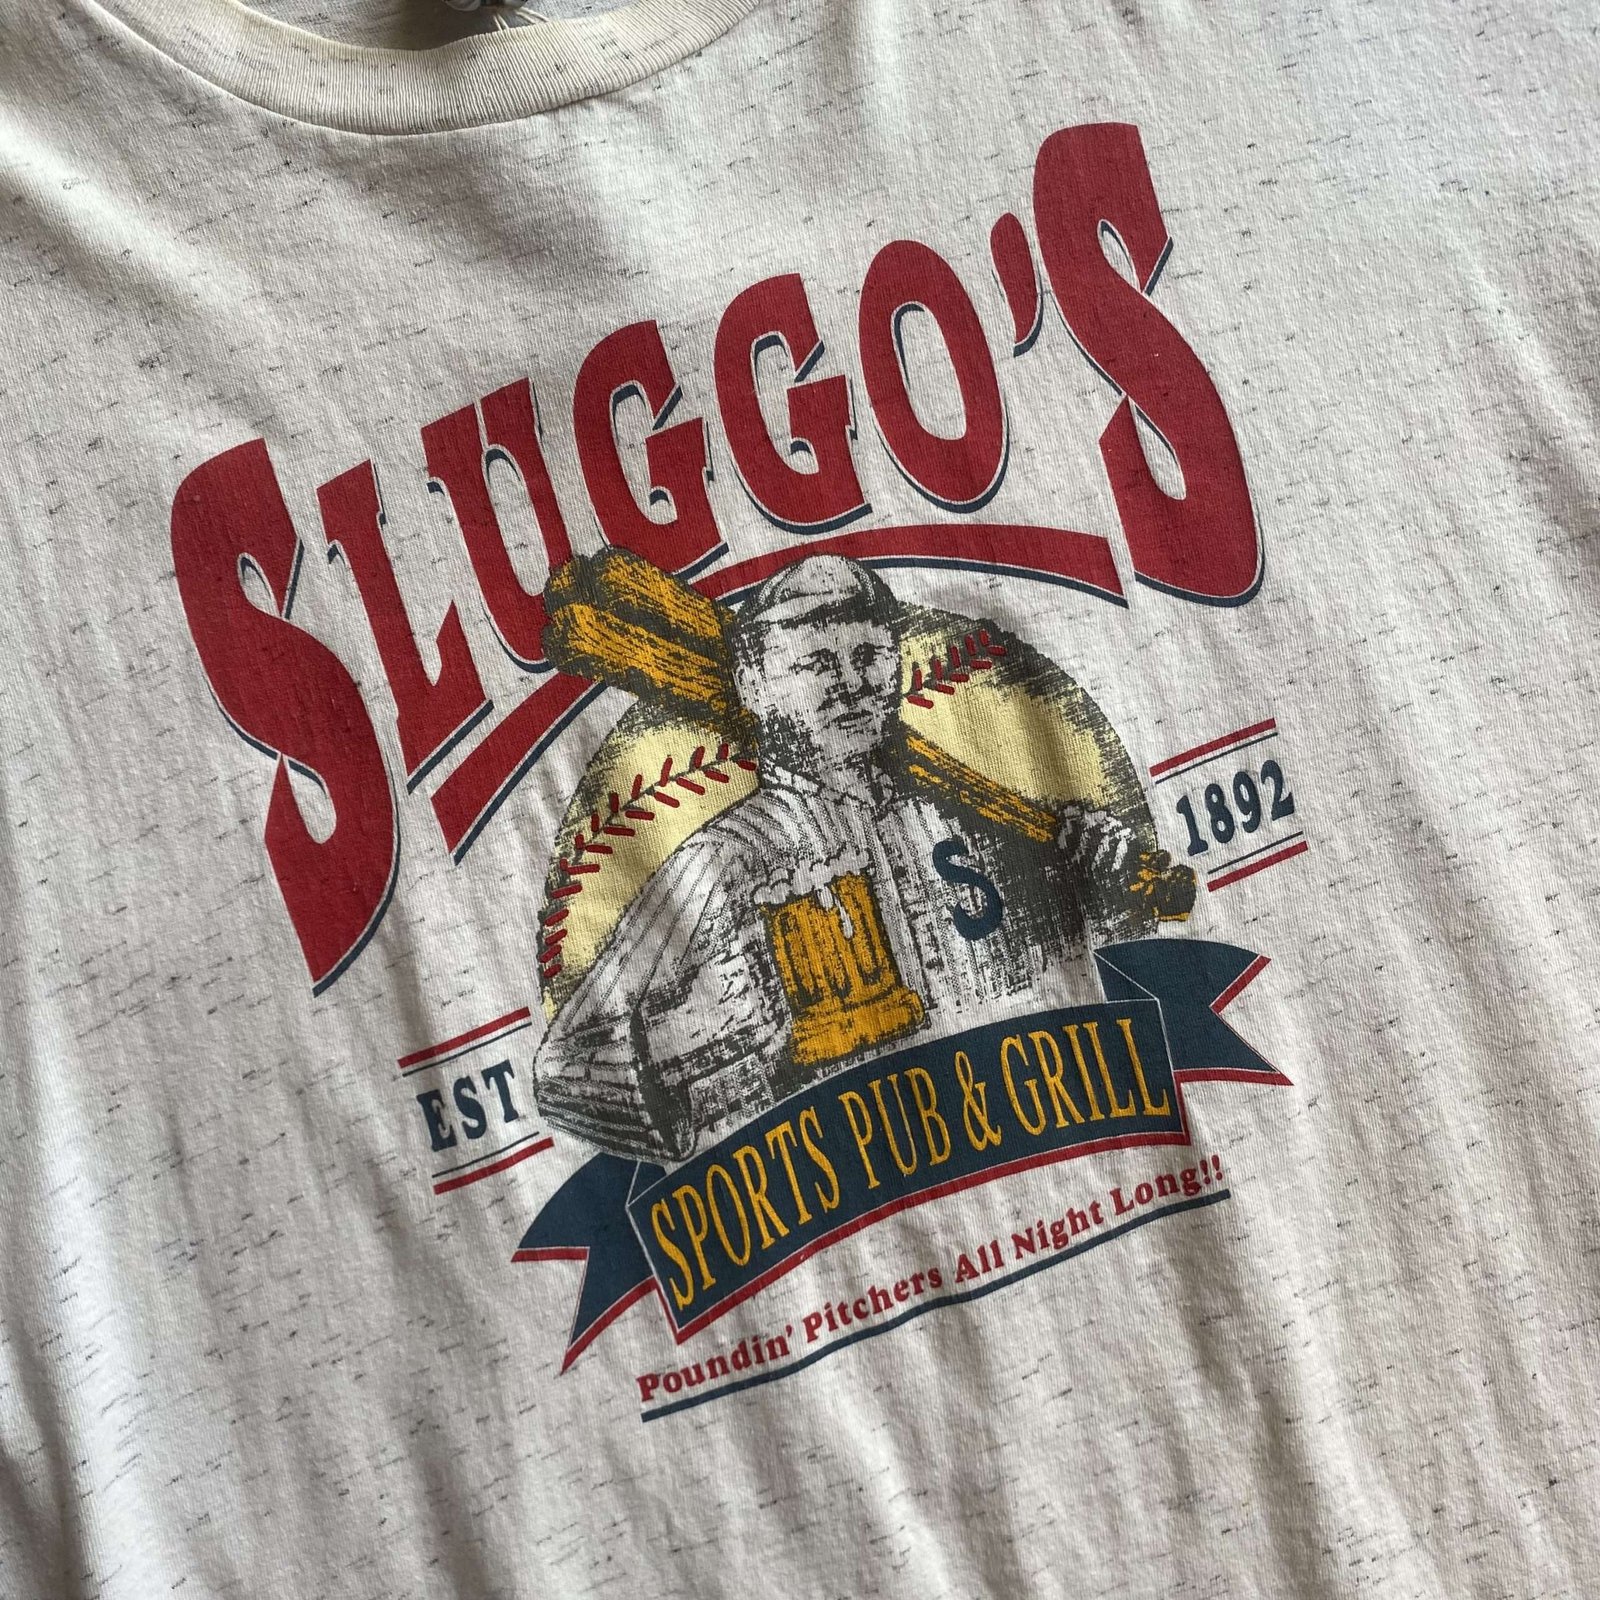 SLUGGO'S
S
EST 1892
SPORTS PUB & GRILL
Poundin' Pitchers All Night Long!!